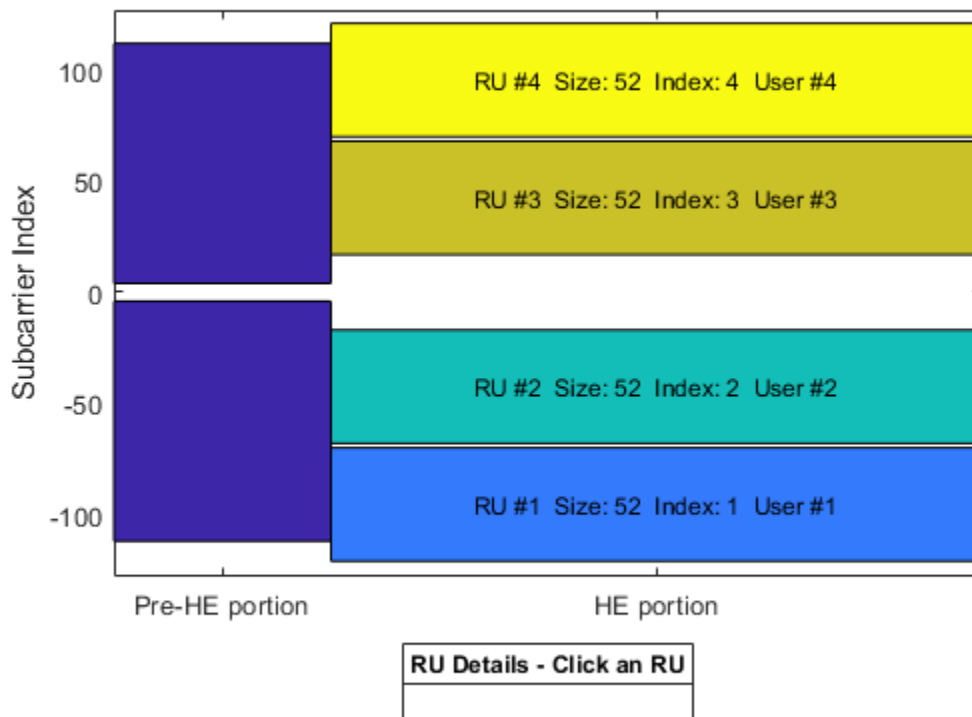 100
RU #4 Size: 52 Index: 4 User #4
50
RU #3 Size: 52 Index: 3 User #3
Subcarrier Index
0
-50
RU #2 Size: 52 Index: 2 User #2
-100
RU #1 Size: 52 Index: 1 User #1
Pre-HE portion
HE portion
RU Details - Click an RU